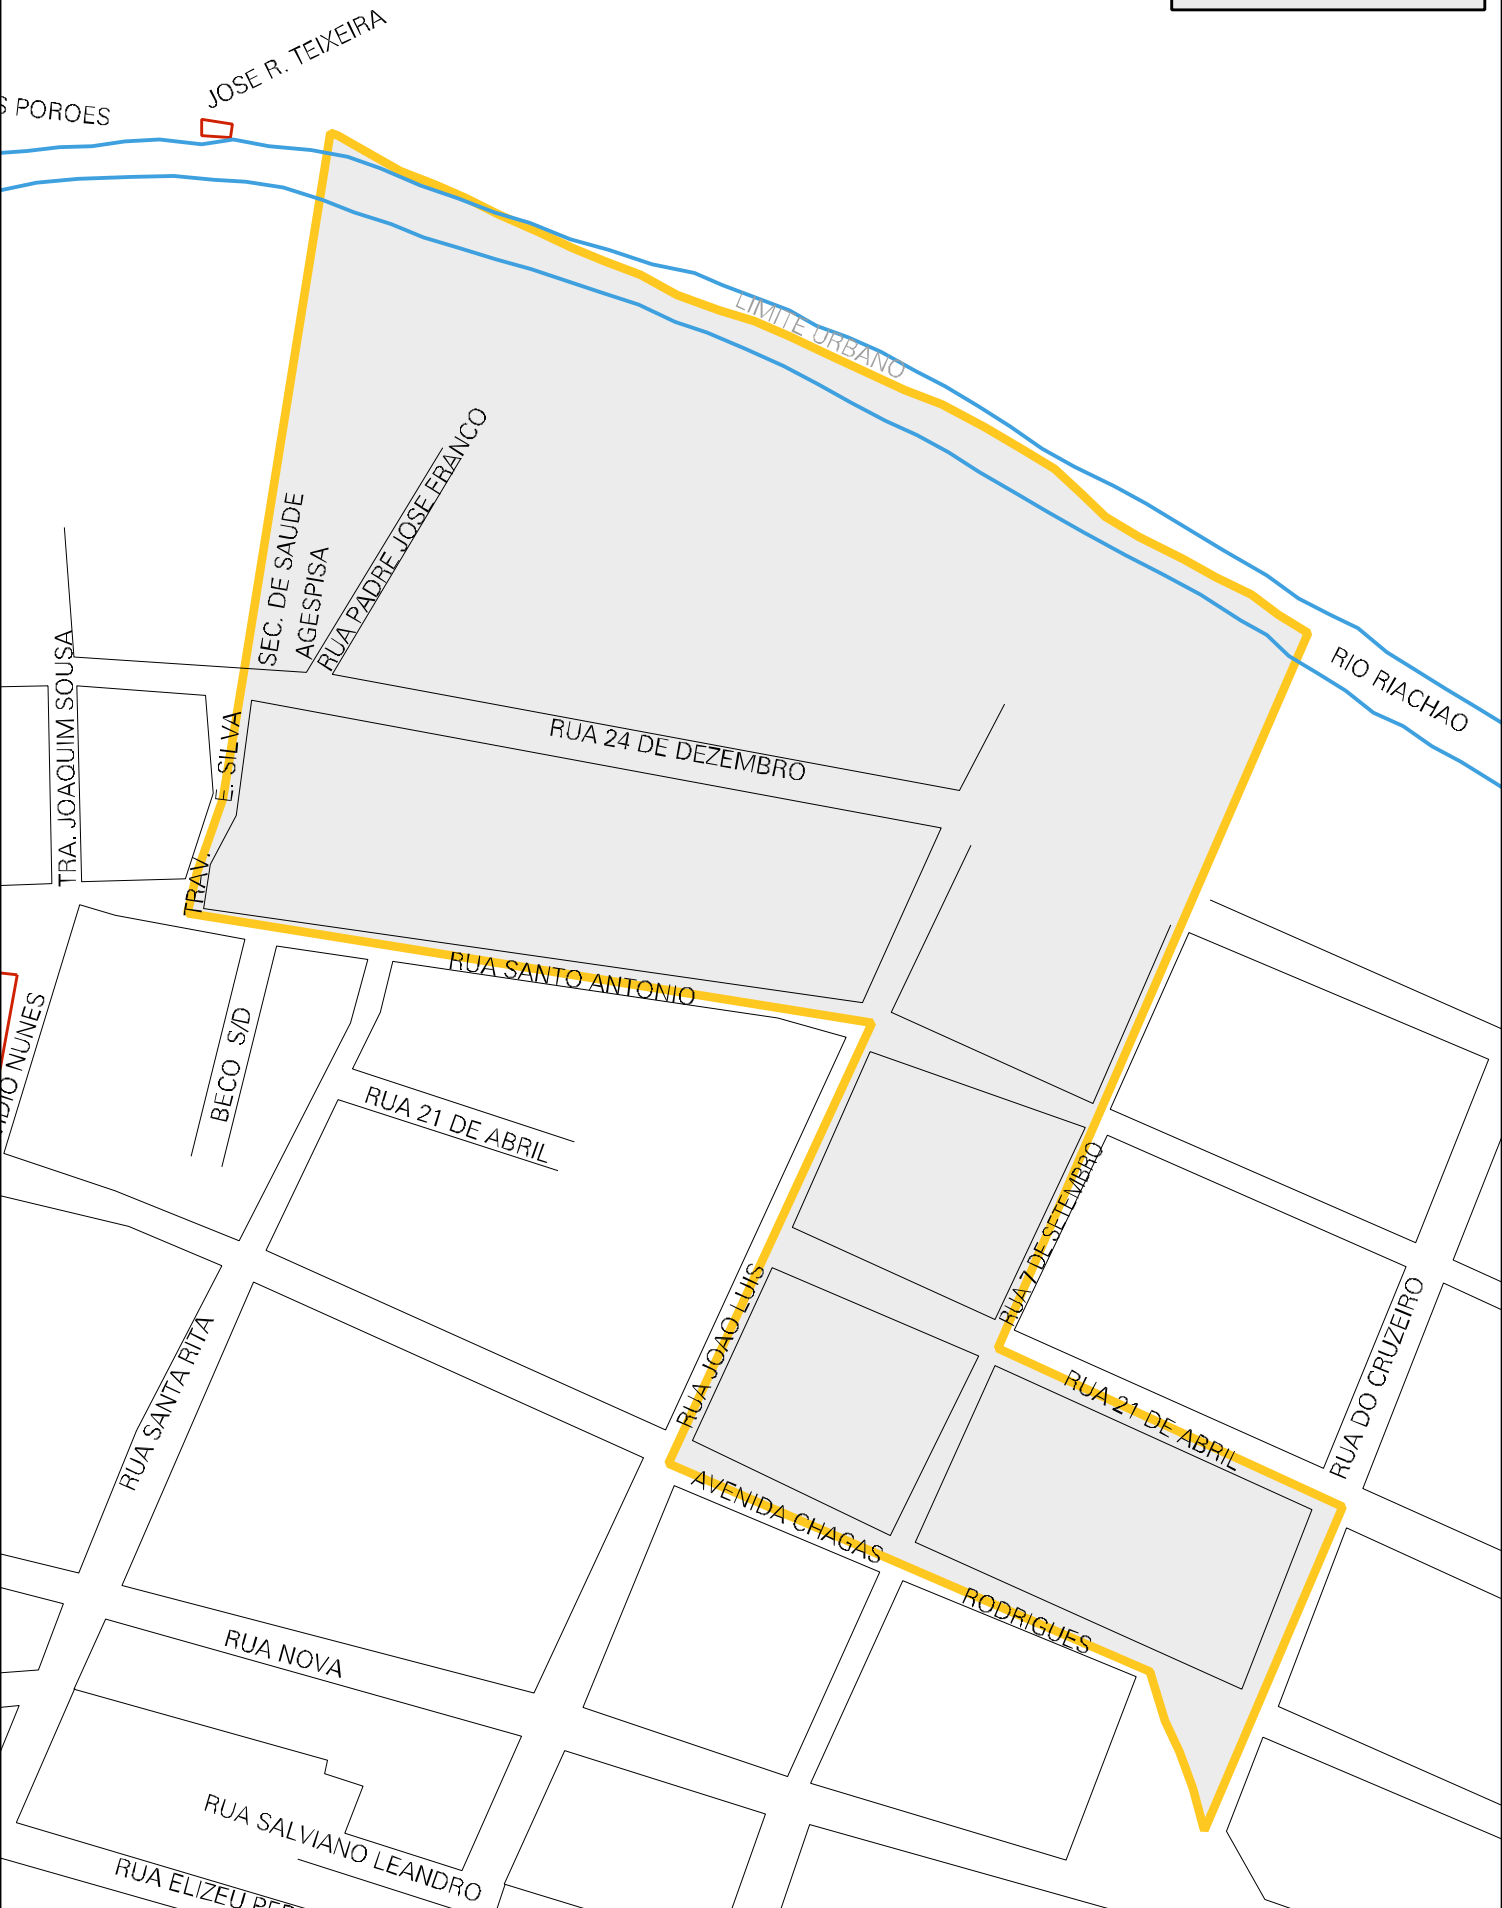 JOSE R. TEIXEIRA
S POROES
LIMITE URBANO
RIO RIACHAO
SEC. DE SAUDE
AGESPISA
RUA PADRE JOSE FRANCO
TRA. JOAQUIM SOUSA
TRAV. E. SILVA
RUA 24 DE DEZEMBRO
RUA SANTO ANTONIO
NUNES
BECO S/D
RUA 21 DE ABRIL
RUA 7 DE SETEMBRO
RUA JOAO LUIS
RUA SANTA RITA
RUA 21 DE ABRIL
RUA DO CRUZEIRO
AVENIDA CHAGAS RODRIGUES
RUA NOVA
RUA SALVIANO LEANDRO
RUA ELIZEU